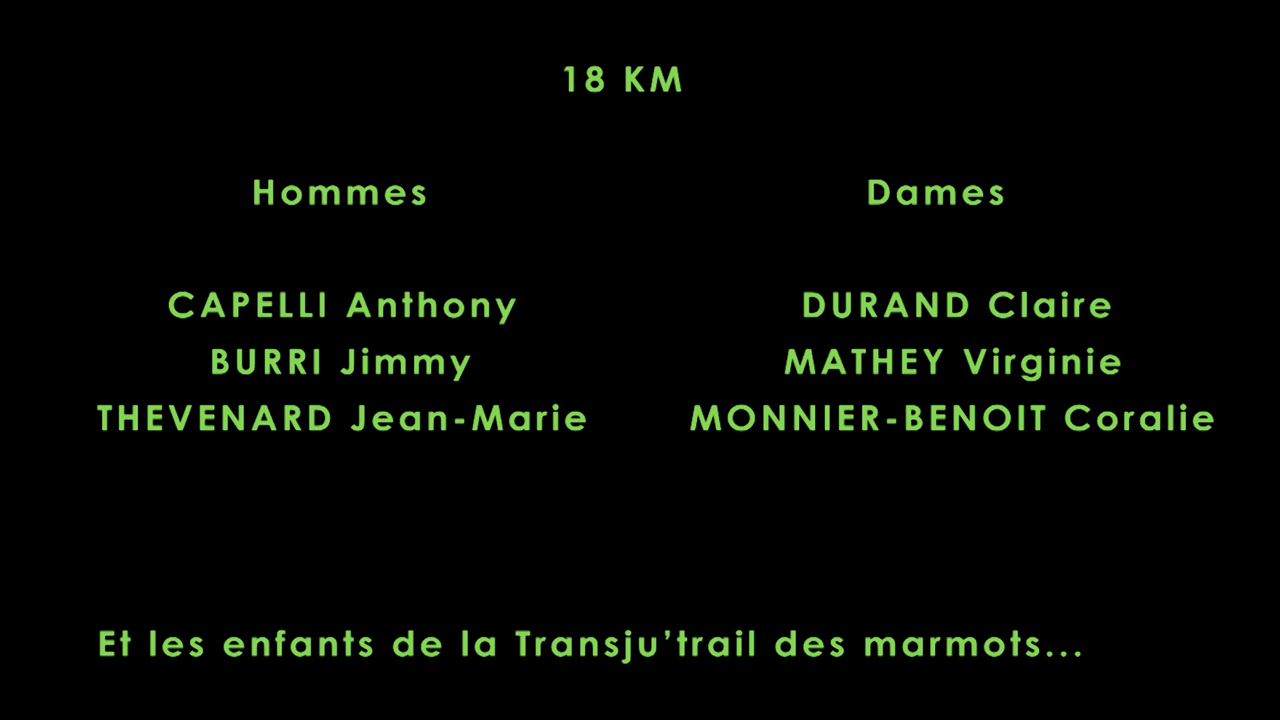 18 KM
Hommes
Dames
CAPELLI Anthony
DURAND Claire
BURRI Jimmy
MATHEY Virginie
THEVENARD Jean-Marie
MONNIER-BENOIT Coralie
Et les enfants de la Transju’trail des marmots...